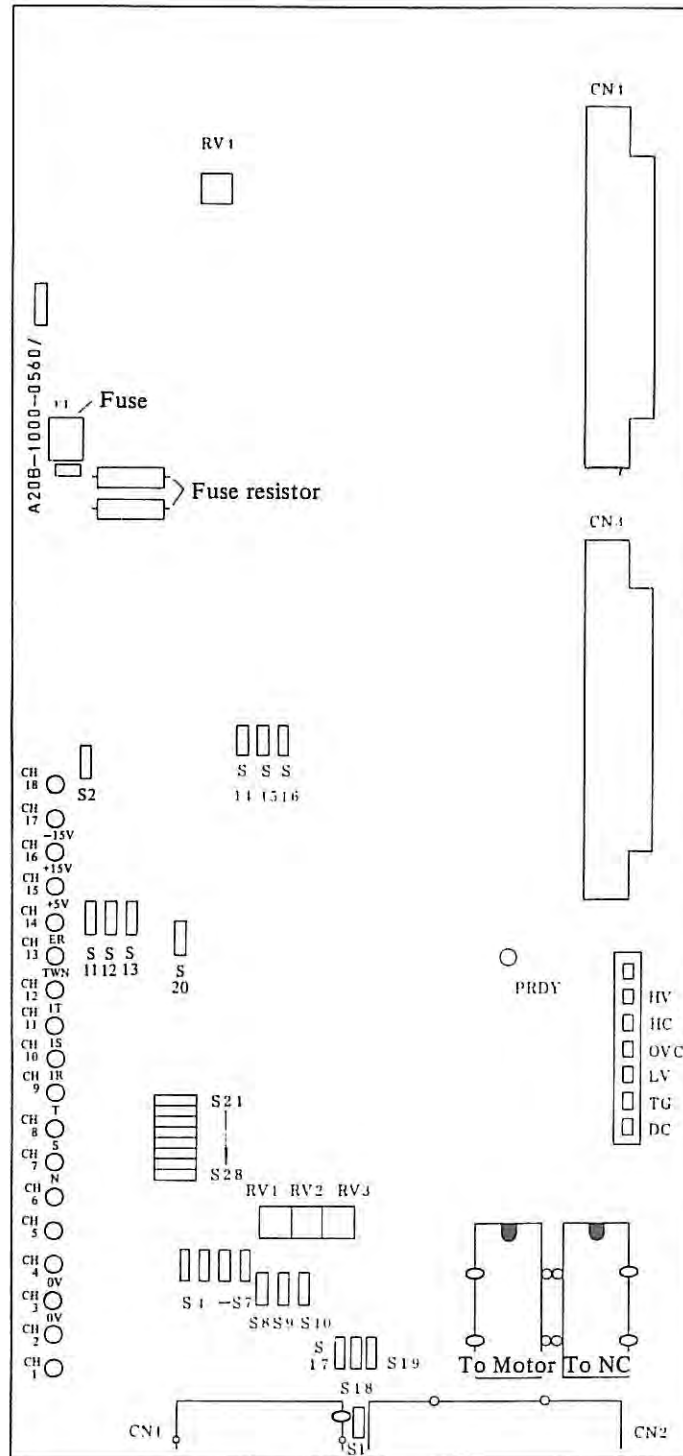 CN4
RV4
A20B-1000-0560/
F1
Fuse
Fuse resistor
CN3
S2
S S S
14 15 16
CH
18
CH
17
-15V
CH
16
+15V
CH
15
+5V
CH
14
ER
CH
13
TWN
CH
12
IT
CH
11
IS
CH
10
IR
CH
9
T
CH
8
S
CH
7
N
CH
6
CH
5
CH
4
0V
CH
3
0V
CH
2
CH
1
S S S
11 12 13
S
20
PRDY
HV
HC
OVC
LV
TG
DC
S21
S28
RV1 RV2 RV3
S4 -S7
S8 S9 S10
S
17
S19
S18
To Motor To NC
CN1
S1
CN2